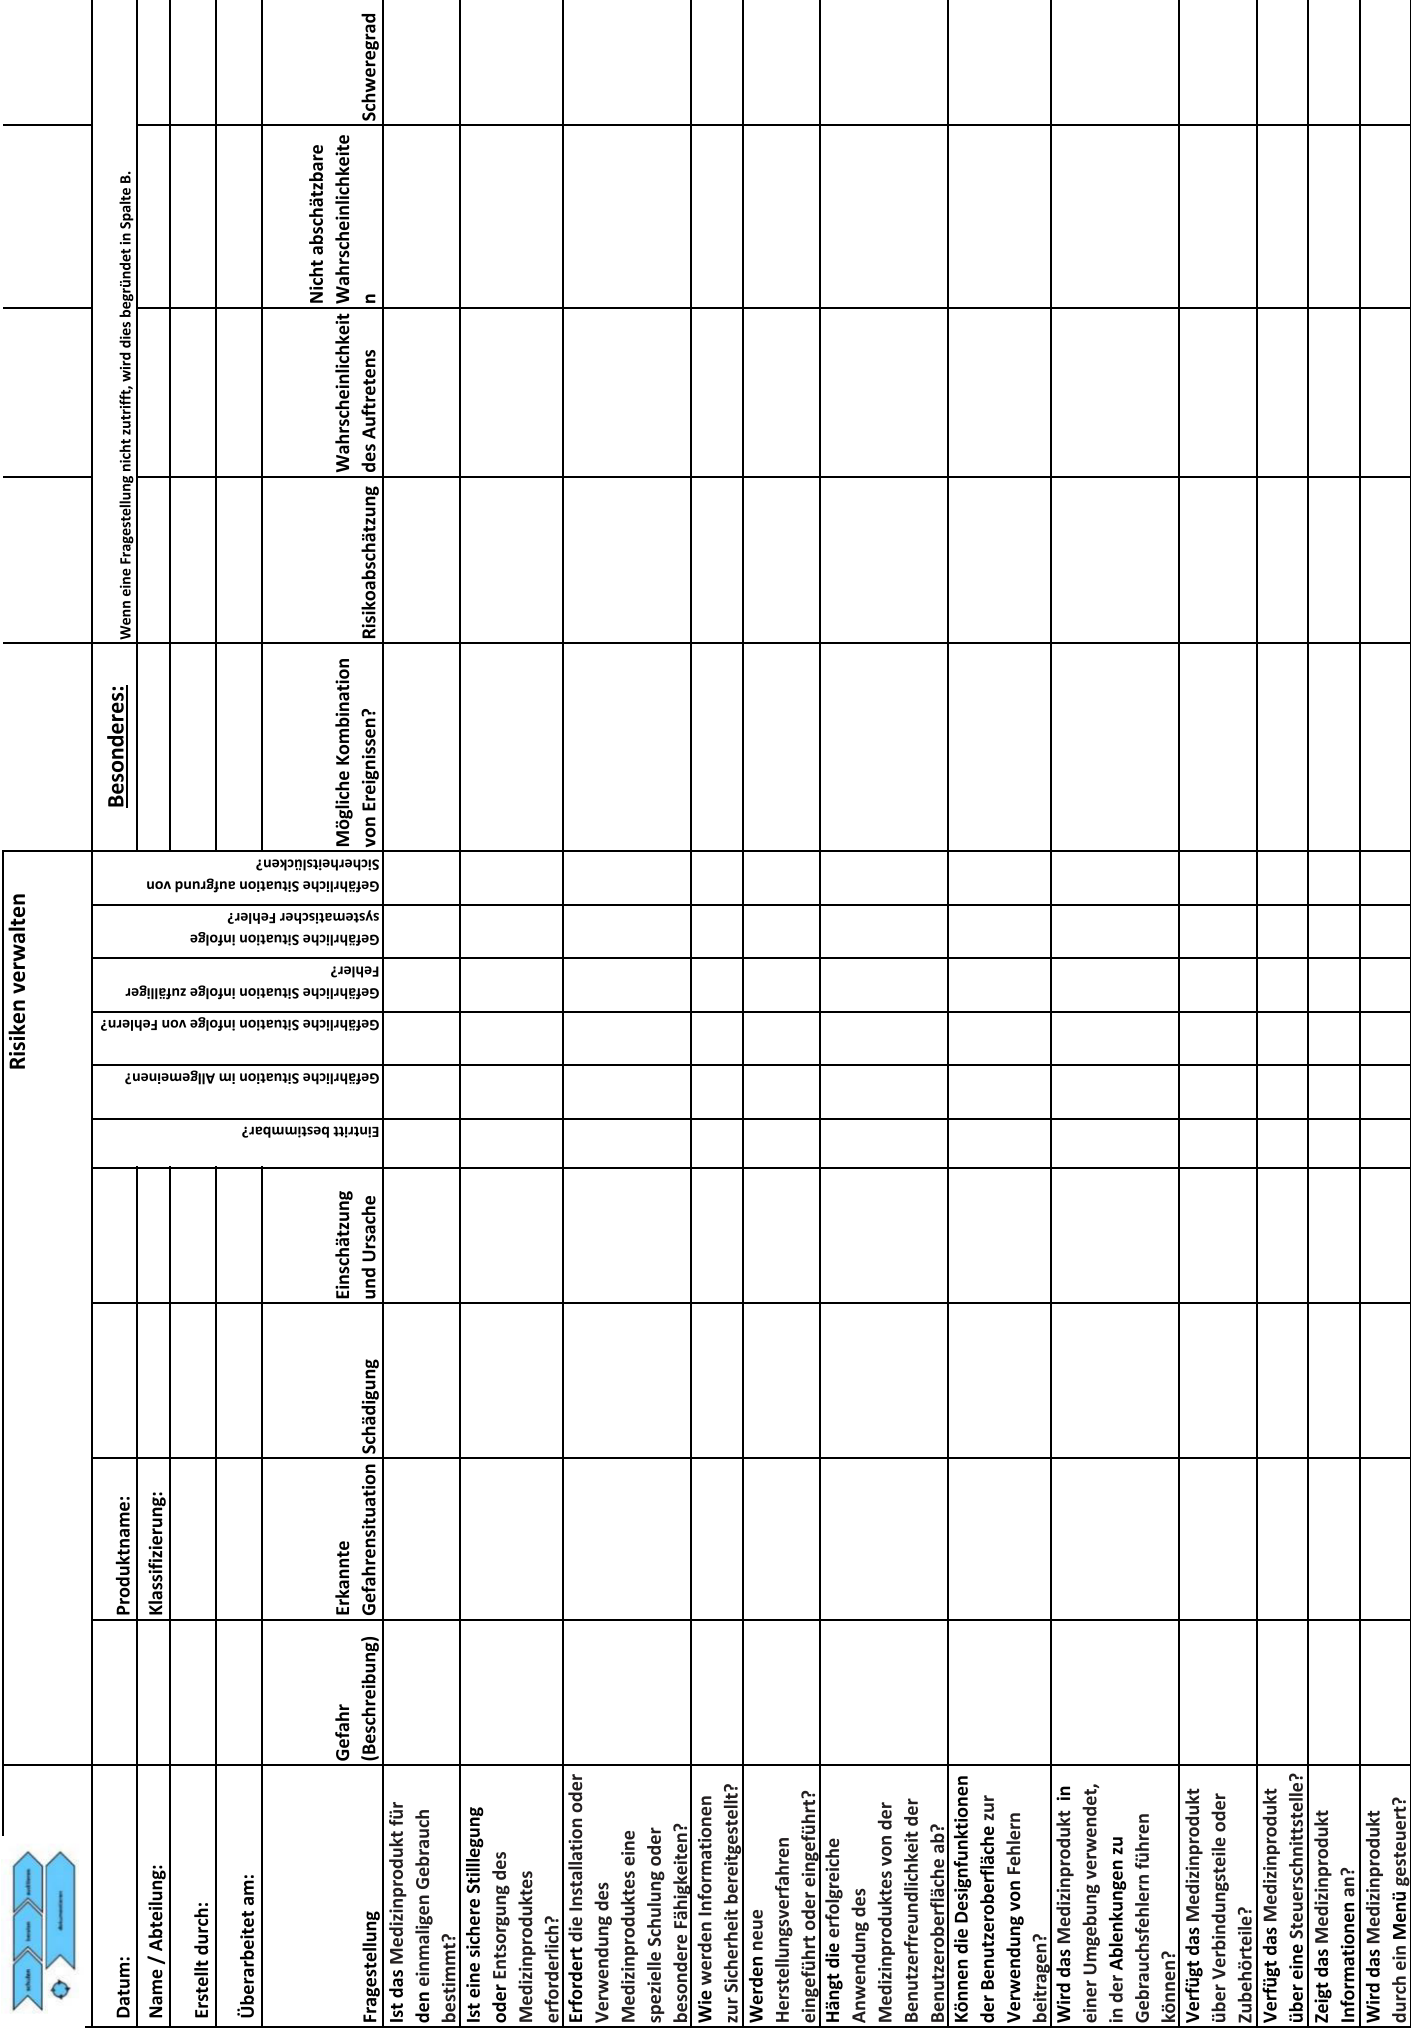 schulen
beraten
auditieren
dokumentieren
Risiken verwalten
Datum:
Produktname:
Besonderes:
Wenn eine Fragestellung nicht zutrifft, wird dies begründet in Spalte B.
Name / Abteilung:
Klassifizierung:
Erstellt durch:
Überarbeitet am:
Fragestellung
Gefahr
(Beschreibung)
Erkannte
Gefahrensituation
Schädigung
Einschätzung
und Ursache
Eintritt bestimmbar?
Gefährliche Situation im Allgemeinen?
Gefährliche Situation infolge von Fehlern?
Gefährliche Situation infolge zufälliger
Fehler?
Gefährliche Situation infolge
systematischer Fehler?
Gefährliche Situation aufgrund von
Sicherheitslücken?
Mögliche Kombination
von Ereignissen?
Risikoabschätzung
Wahrscheinlichkeit
des Auftretens
Nicht abschätzbare
Wahrscheinlichkeite
n
Schweregrad
Ist das Medizinprodukt für
den einmaligen Gebrauch
bestimmt?
Ist eine sichere Stilllegung
oder Entsorgung des
Medizinproduktes
erforderlich?
Erfordert die Installation oder
Verwendung des
Medizinproduktes eine
spezielle Schulung oder
besondere Fähigkeiten?
Wie werden Informationen
zur Sicherheit bereitgestellt?
Werden neue
Herstellungsverfahren
eingeführt oder eingeführt?
Hängt die erfolgreiche
Anwendung des
Medizinproduktes von der
Benutzerfreundlichkeit der
Benutzeroberfläche ab?
Können die Designfunktionen
der Benutzeroberfläche zur
Verwendung von Fehlern
beitragen?
Wird das Medizinprodukt in
einer Umgebung verwendet,
in der Ablenkungen zu
Gebrauchsfehlern führen
können?
Verfügt das Medizinprodukt
über Verbindungsteile oder
Zubehörteile?
Verfügt das Medizinprodukt
über eine Steuerschnittstelle?
Zeigt das Medizinprodukt
Informationen an?
Wird das Medizinprodukt
durch ein Menü gesteuert?